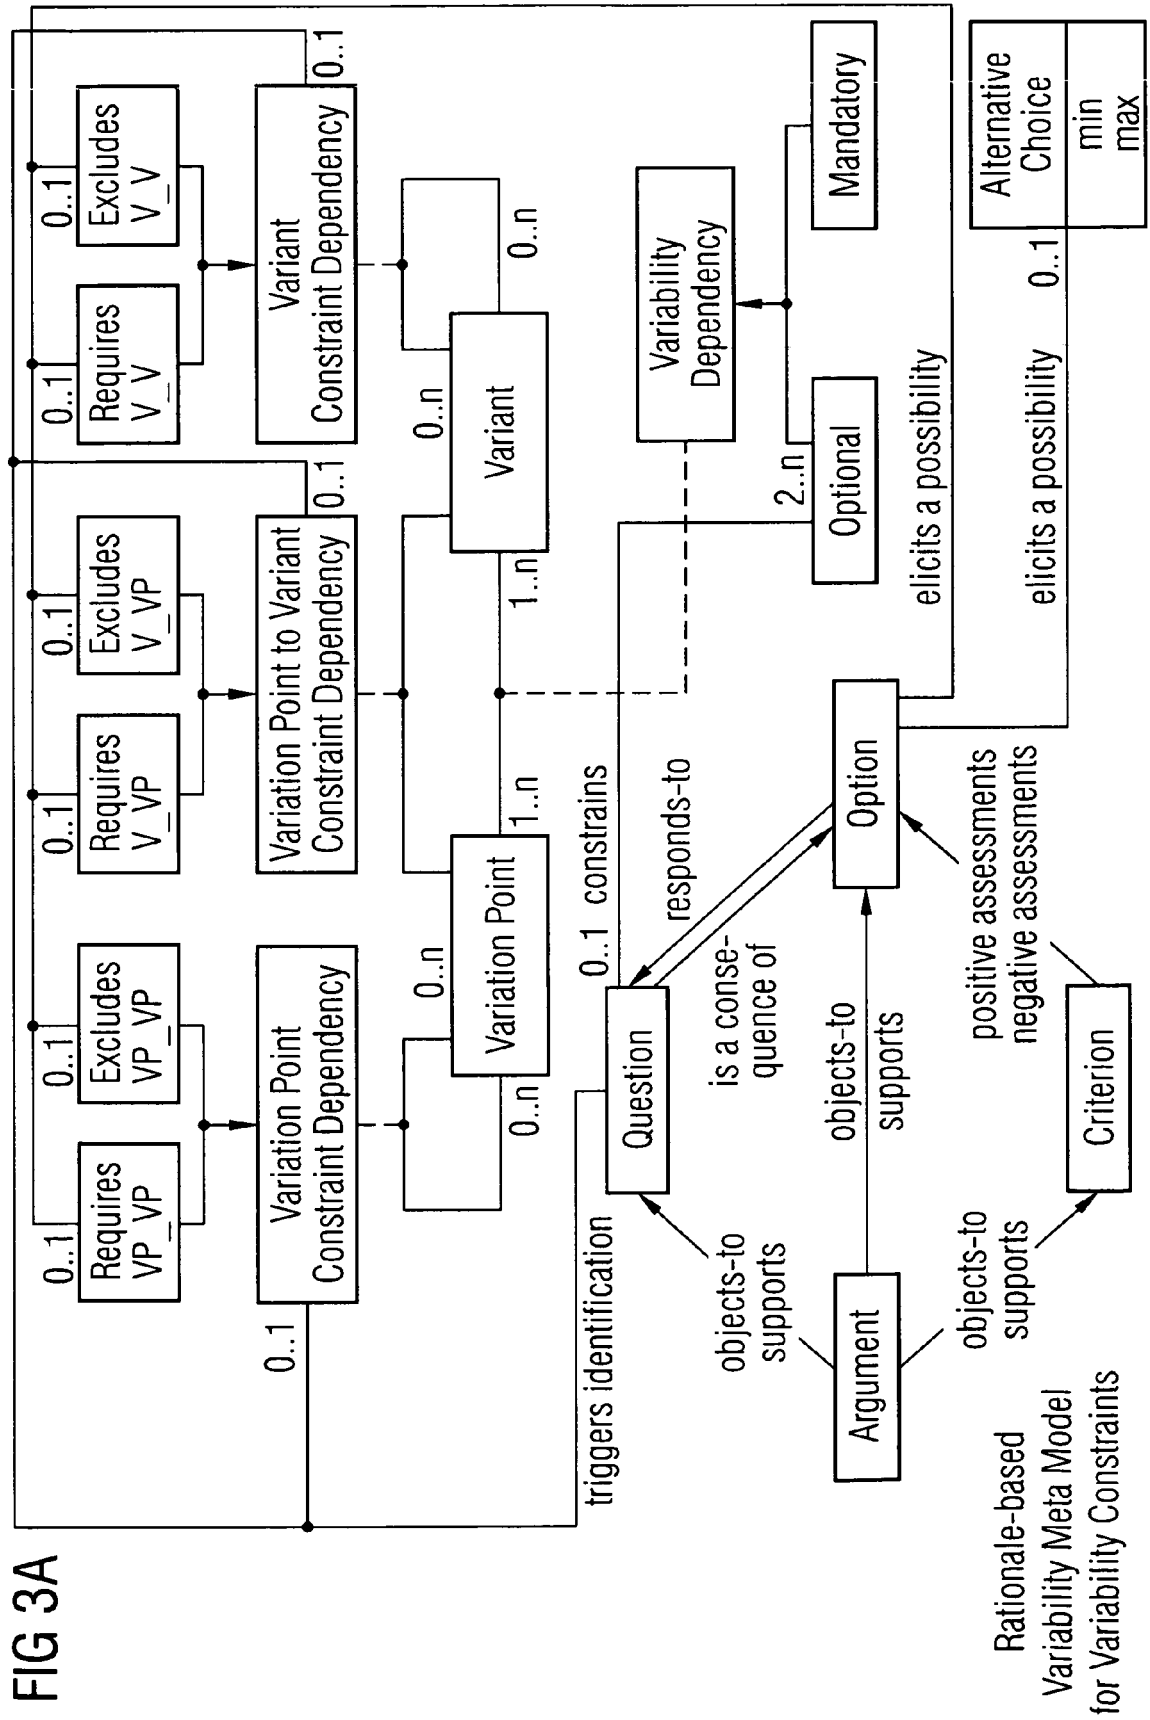 FIG 3A
0..1
Requires
VP_VP
0..1
Excludes
VP_VP
0..1
Requires
V_VP
0..1
Excludes
V_VP
0..1
Requires
V_V
0..1
Excludes
V_V
0..1
Variation Point
Constraint Dependency
Variation Point to Variant
Constraint Dependency
0..1
Variant
Constraint Dependency
0..1
0..n
Variation Point
0..n
1..n
0..n
Variant
1..n
0..n
triggers identification
Question
0..1 constrains
responds-to
is a conse-
quence of
Variability
Dependency
2..n
Optional
Mandatory
objects-to
supports
Argument
objects-to
supports
Option
elicits a possibility
objects-to
supports
Criterion
positive assessments
negative assessments
elicits a possibility
0..1
Alternative
Choice
min
max
Rationale-based
Variability Meta Model
for Variability Constraints